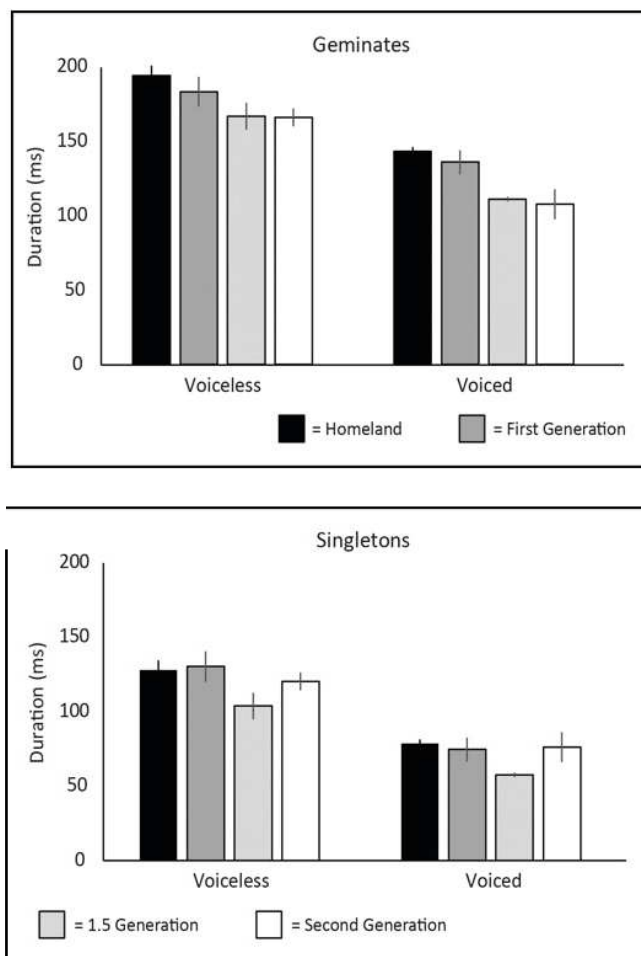 Geminates
200
150
100
50
0
Duration (ms)
Voiceless Voiced
= Homeland = First Generation
Singletons
200
150
100
50
0
Duration (ms)
Voiceless Voiced
= 1.5 Generation = Second Generation